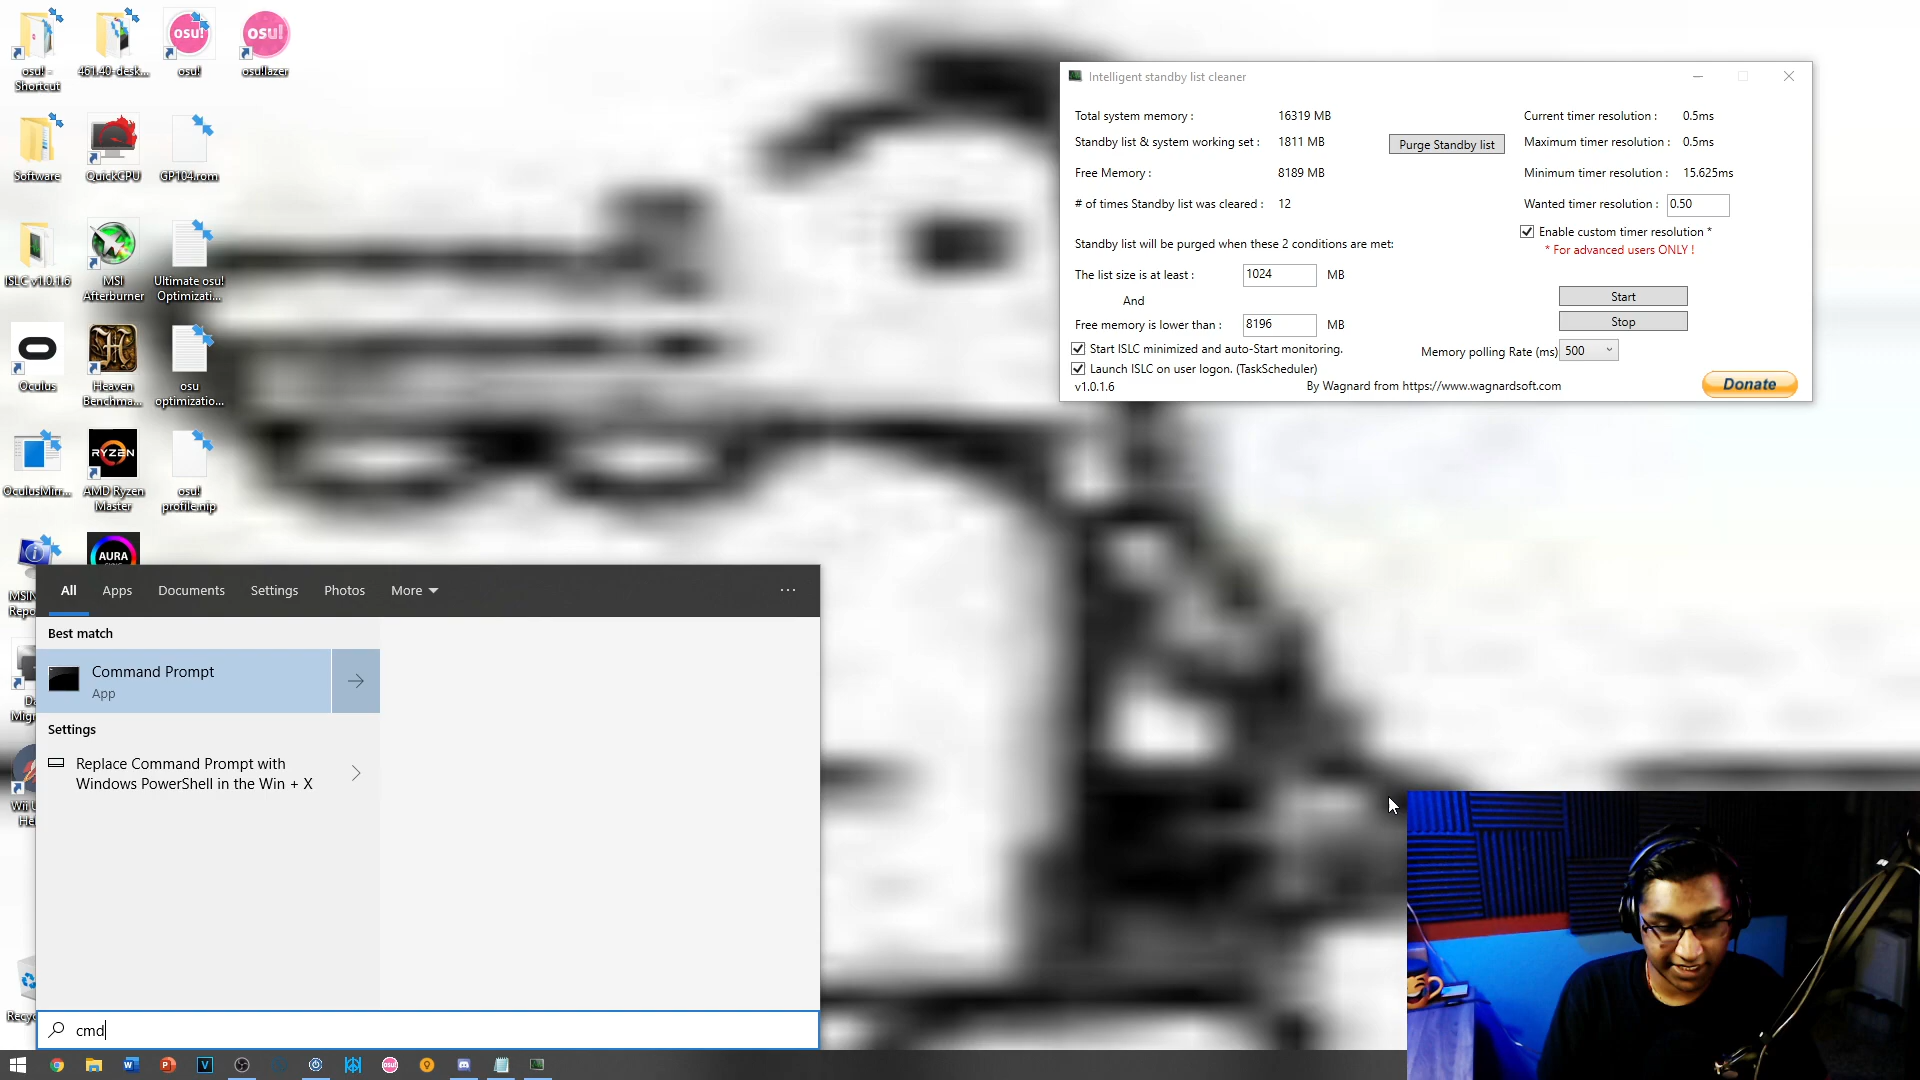 osu! -
Shortcut
461.40-desk...
osu!
osu!
osu!
osu!lazer
Software
QuickCPU
GP104.rom
ISLC v1.0.1.6
MSI
Afterburner
Ultimate osu!
Optimizati...
Oculus
Heaven
Benchma...
osu
optimizatio...
OculusMirr...
RYZEN
AMD Ryzen
Master
osu!
profile.nip
AURA
Intelligent standby list cleaner
Total system memory : 16319 MB
Standby list & system working set : 1811 MB
Purge Standby list
Free Memory : 8189 MB
# of times Standby list was cleared : 12
Standby list will be purged when these 2 conditions are met:
The list size is at least : 1024 MB
And
Free memory is lower than : 8196 MB
Start ISLC minimized and auto-Start monitoring.
Launch ISLC on user logon. (TaskScheduler)
v1.0.1.6
By Wagnard from https://www.wagnardsoft.com
Current timer resolution : 0.5ms
Maximum timer resolution : 0.5ms
Minimum timer resolution : 15.625ms
Wanted timer resolution : 0.50
Enable custom timer resolution *
* For advanced users ONLY !
Start
Stop
Memory polling Rate (ms) 500
Donate
All Apps Documents Settings Photos More
Best match
Command Prompt
App
Settings
Replace Command Prompt with
Windows PowerShell in the Win + X
cmd